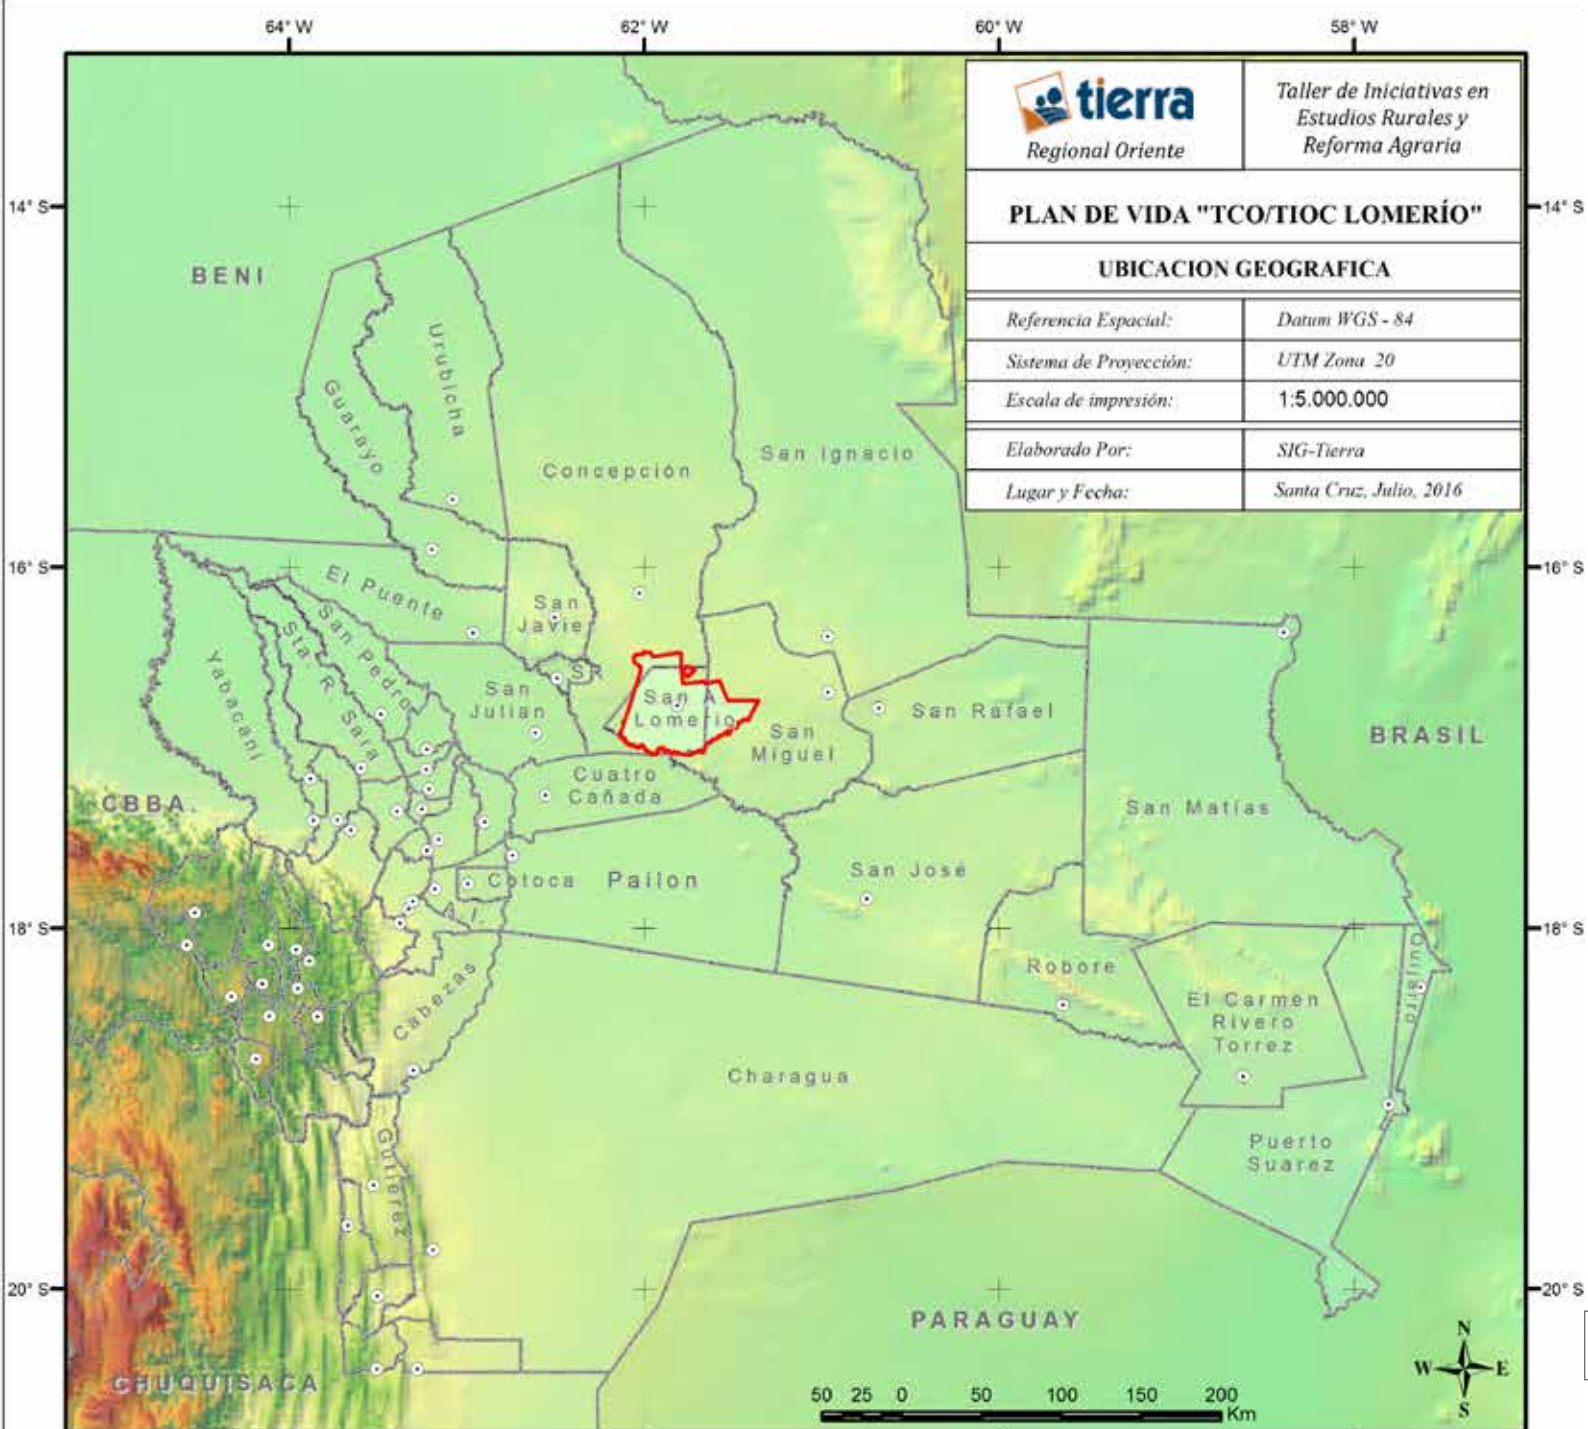 64° W 62° W 60° W 58° W
tierra
Regional Oriente
Taller de Iniciativas en
Estudios Rurales y
Reforma Agraria
PLAN DE VIDA "TCO/TIOC LOMERÍO"
UBICACION GEOGRAFICA
Referencia Espacial: Datum WGS - 84
Sistema de Proyección: UTM Zona 20
Escala de impresión: 1:5.000.000
Elaborado Por: SIG-Tierra
Lugar y Fecha: Santa Cruz, Julio, 2016
14° S 14° S
BENI
Urubicha
Guarayo
Concepción
San Ignacio
16° S 16° S
El Puente
San
Javie
San Pedro
Sta R Sara
Yabacaní
San
Julian
S.
San A
Lomerio
San
Miguel
San Rafael
BRASIL
Cuatro
Cañada
CBBA.
San Matías
San José
Cotoca
Pailon
18° S 18° S
Robore
Quijarro
El Carmen
Rivero
Torrez
Cabezas
Charagua
Gutierez
Puerto
Suarez
20° S 20° S
PARAGUAY
CHUQUISACA
N
W E
S
50 25 0 50 100 150 200
Km